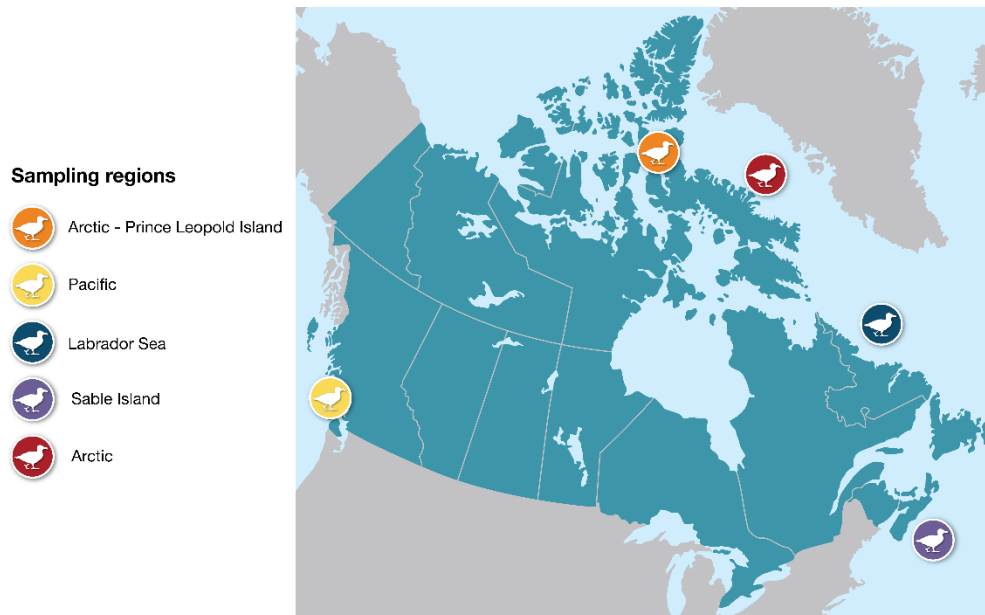 Sampling regions
Arctic - Prince Leopold Island
Pacific
Labrador Sea
Sable Island
Arctic